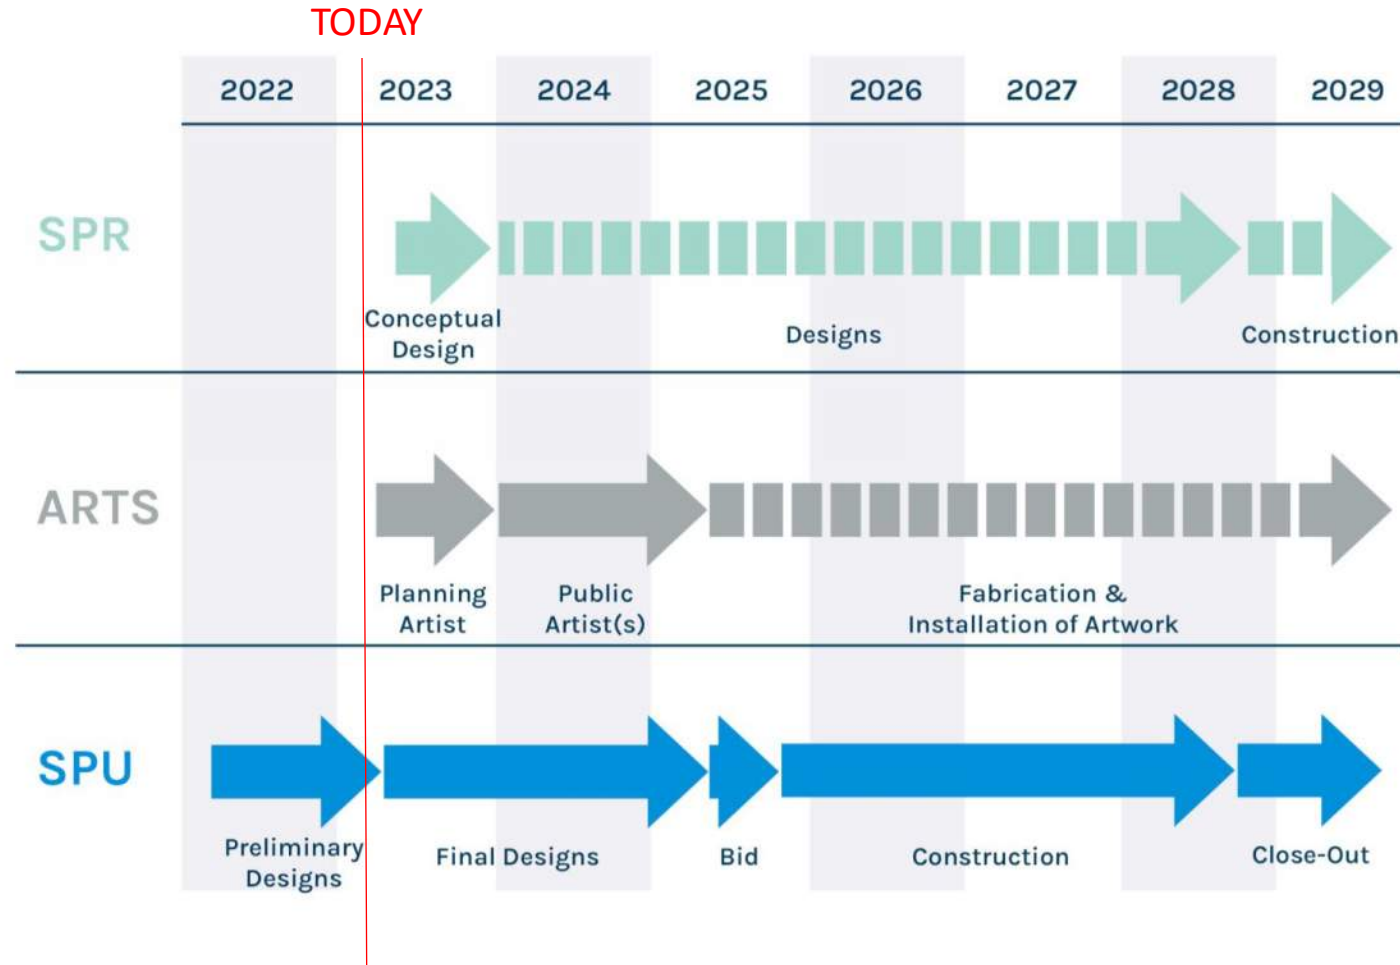 TODAY
2022 2023 2024 2025 2026 2027 2028 2029
SPR
Conceptual
Design
Designs
Construction
ARTS
Planning
Artist
Public
Artist(s)
Fabrication &
Installation of Artwork
SPU
Preliminary
Designs
Final Designs
Bid
Construction
Close-Out